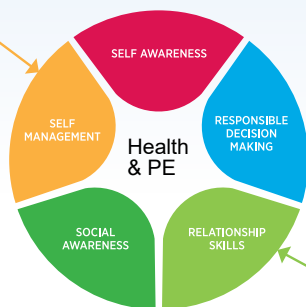 SELF AWARENESS
SELF
MANAGEMENT
RESPONSIBLE
DECISION
MAKING
Health
& PE
SOCIAL
AWARENESS
RELATIONSHIP
SKILLS